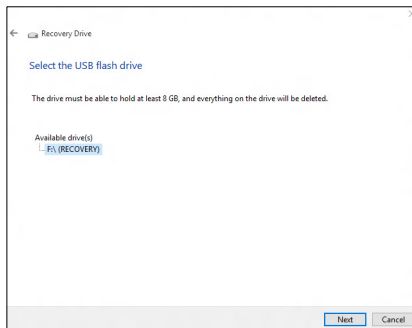 Recovery Drive
Select the USB flash drive
The drive must be able to hold at least 8 GB, and everything on the drive will be deleted.
Available drive(s)
F:\ (RECOVERY)
Next Cancel